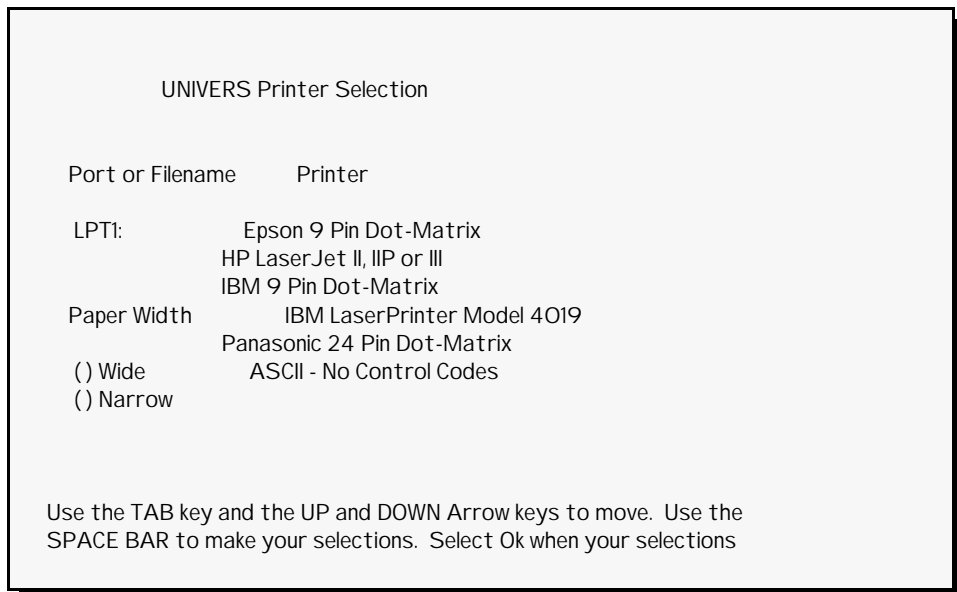 UNIVERS Printer Selection
Port or Filename Printer
LPT1: Epson 9 Pin Dot-Matrix
HP LaserJet II, IIP or III
IBM 9 Pin Dot-Matrix
Paper Width IBM LaserPrinter Model 4019
Panasonic 24 Pin Dot-Matrix
() Wide ASCII - No Control Codes
() Narrow
Use the TAB key and the UP and DOWN Arrow keys to move. Use the
SPACE BAR to make your selections. Select Ok when your selections